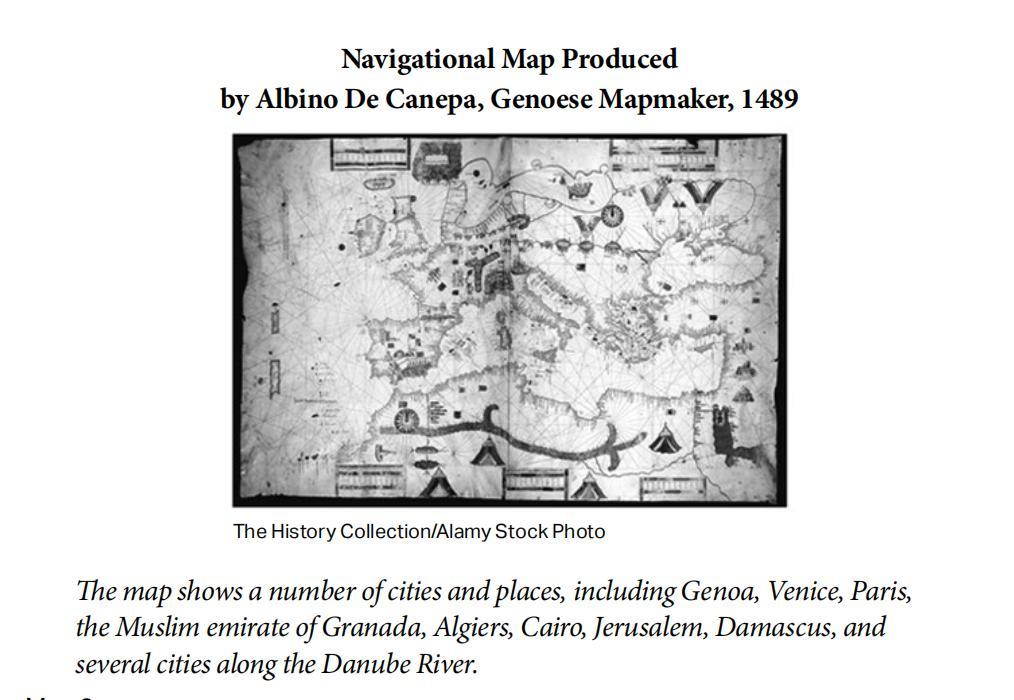 Navigational Map Produced
by Albino De Canepa, Genoese Mapmaker, 1489
The History Collection/Alamy Stock Photo
The map shows a number of cities and places, including Genoa, Venice, Paris,
the Muslim emirate of Granada, Algiers, Cairo, Jerusalem, Damascus, and
several cities along the Danube River.